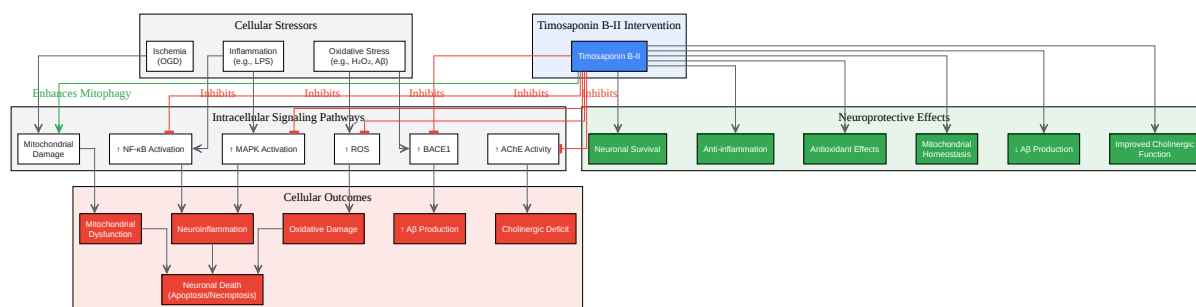 Cellular Stressors
Timosaponin B-II Intervention
Ischemia
(OGD)
Inflammation
(e.g., LPS)
Oxidative Stress
(e.g., H₂O₂, Aβ)
Timosaponin B-II
Enhances Mitophagy
Inhibits
Inhibits
Inhibits
Inhibits
Inhibits
Intracellular Signaling Pathways
Neuroprotective Effects
Mitochondrial
Damage
↑ NF-κB Activation
↑ MAPK Activation
↑ ROS
↑ BACE1
↑ AChE Activity
Neuronal Survival
Anti-inflammation
Antioxidant Effects
Mitochondrial
Homeostasis
↓ Aβ Production
Improved Cholinergic
Function
Cellular Outcomes
Mitochondrial
Dysfunction
Neuroinflammation
Oxidative Damage
↑ Aβ Production
Cholinergic Deficit
Neuronal Death
(Apoptosis/Necroptosis)